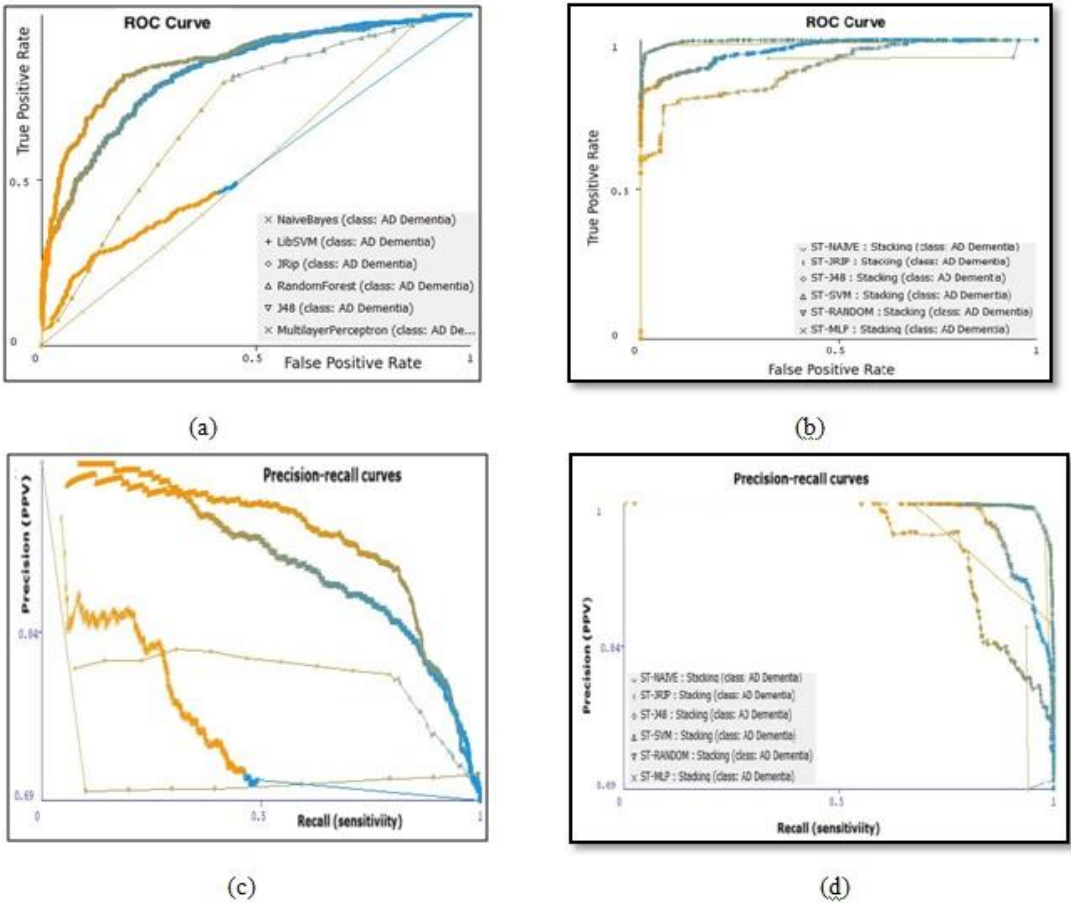 ROC Curve
True Positive Rate
0.5
0
0
0.5
1
False Positive Rate
NaiveBayes (class: AD Dementia)
LibSVM (class: AD Dementia)
JRip (class: AD Dementia)
RandomForest (class: AD Dementia)
J48 (class: AD Dementia)
MultilayerPerceptron (class: AD De...
(a)
ROC Curve
True Positive Rate
1
0.5
0
0
0.5
1
False Positive Rate
ST-NAIVE : Stacking (class: AD Dementia)
ST-JRIP : Stacking (class: AD Dementia)
ST-J48 : Stacking (class: AD Dementia)
ST-SVM : Stacking (class: AD Dementia)
ST-RANDOM : Stacking (class: AD Dementia)
ST-MLP : Stacking (class: AD Dementia)
(b)
Precision-recall curves
Precision (PPV)
0.84
0.69
0
0.5
1
Recall (sensitiviity)
(c)
Precision-recall curves
Precision (PPV)
1
0.84
0.69
0
0.5
1
Recall (sensitiviity)
ST-NAIVE : Stacking (class: AD Dementia)
ST-JRIP : Stacking (class: AD Dementia)
ST-J48 : Stacking (class: AD Dementia)
ST-SVM : Stacking (class: AD Dementia)
ST-RANDOM : Stacking (class: AD Dementia)
ST-MLP : Stacking (class: AD Dementia)
(d)